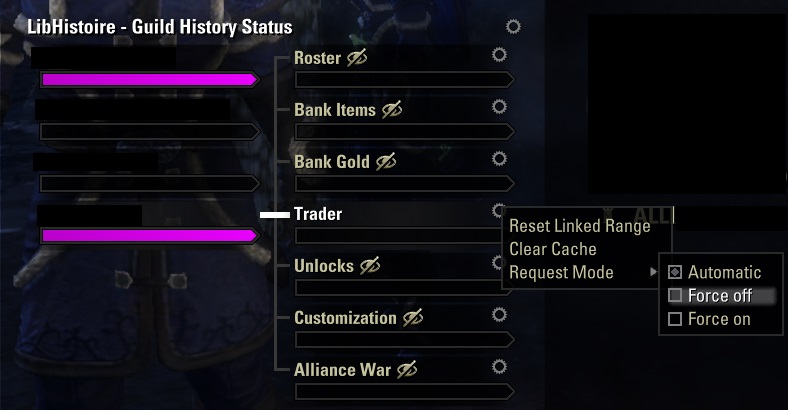 LibHistoire - Guild History Status
Roster
Bank Items
Bank Gold
Trader
ALL
Reset Linked Range
Clear Cache
Request Mode
Automatic
Force off
Force on
Unlocks
Customization
Alliance War